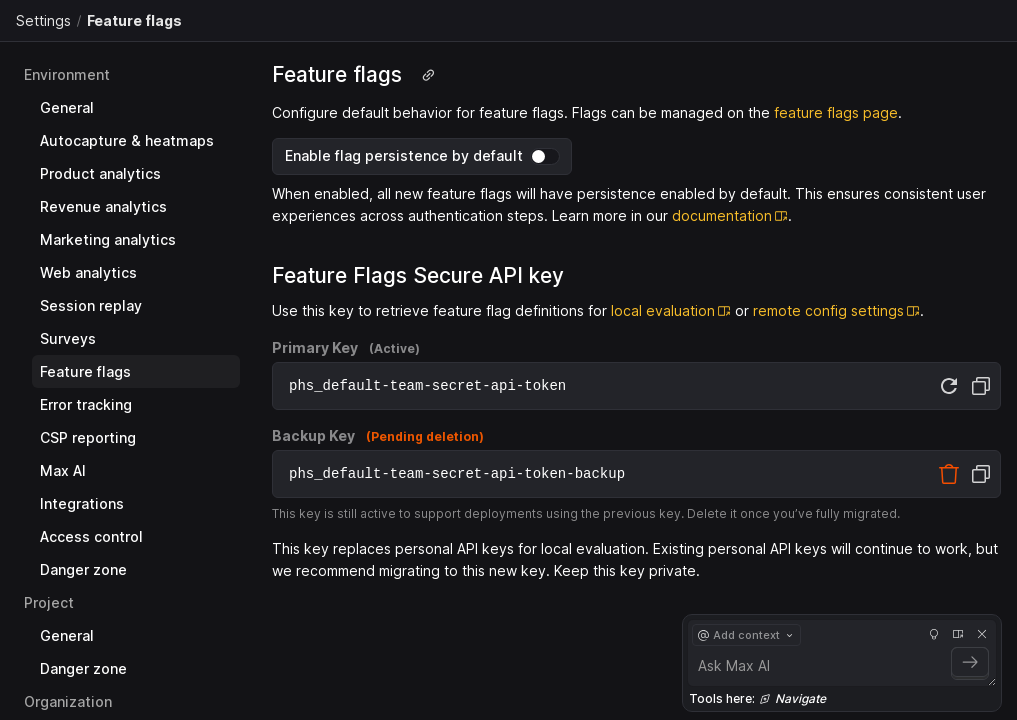 Settings / Feature flags
Environment
General
Autocapture & heatmaps
Product analytics
Revenue analytics
Marketing analytics
Web analytics
Session replay
Surveys
Feature flags
Error tracking
CSP reporting
Max AI
Integrations
Access control
Danger zone
Project
General
Danger zone
Organization
Feature flags
Configure default behavior for feature flags. Flags can be managed on the feature flags page.
Enable flag persistence by default
When enabled, all new feature flags will have persistence enabled by default. This ensures consistent user
experiences across authentication steps. Learn more in our documentation.
Feature Flags Secure API key
Use this key to retrieve feature flag definitions for local evaluation or remote config settings.
Primary Key (Active)
phs_default-team-secret-api-token
Backup Key (Pending deletion)
phs_default-team-secret-api-token-backup
This key is still active to support deployments using the previous key. Delete it once you've fully migrated.
This key replaces personal API keys for local evaluation. Existing personal API keys will continue to work, but
we recommend migrating to this new key. Keep this key private.
@ Add context
Ask Max AI
Tools here: Navigate